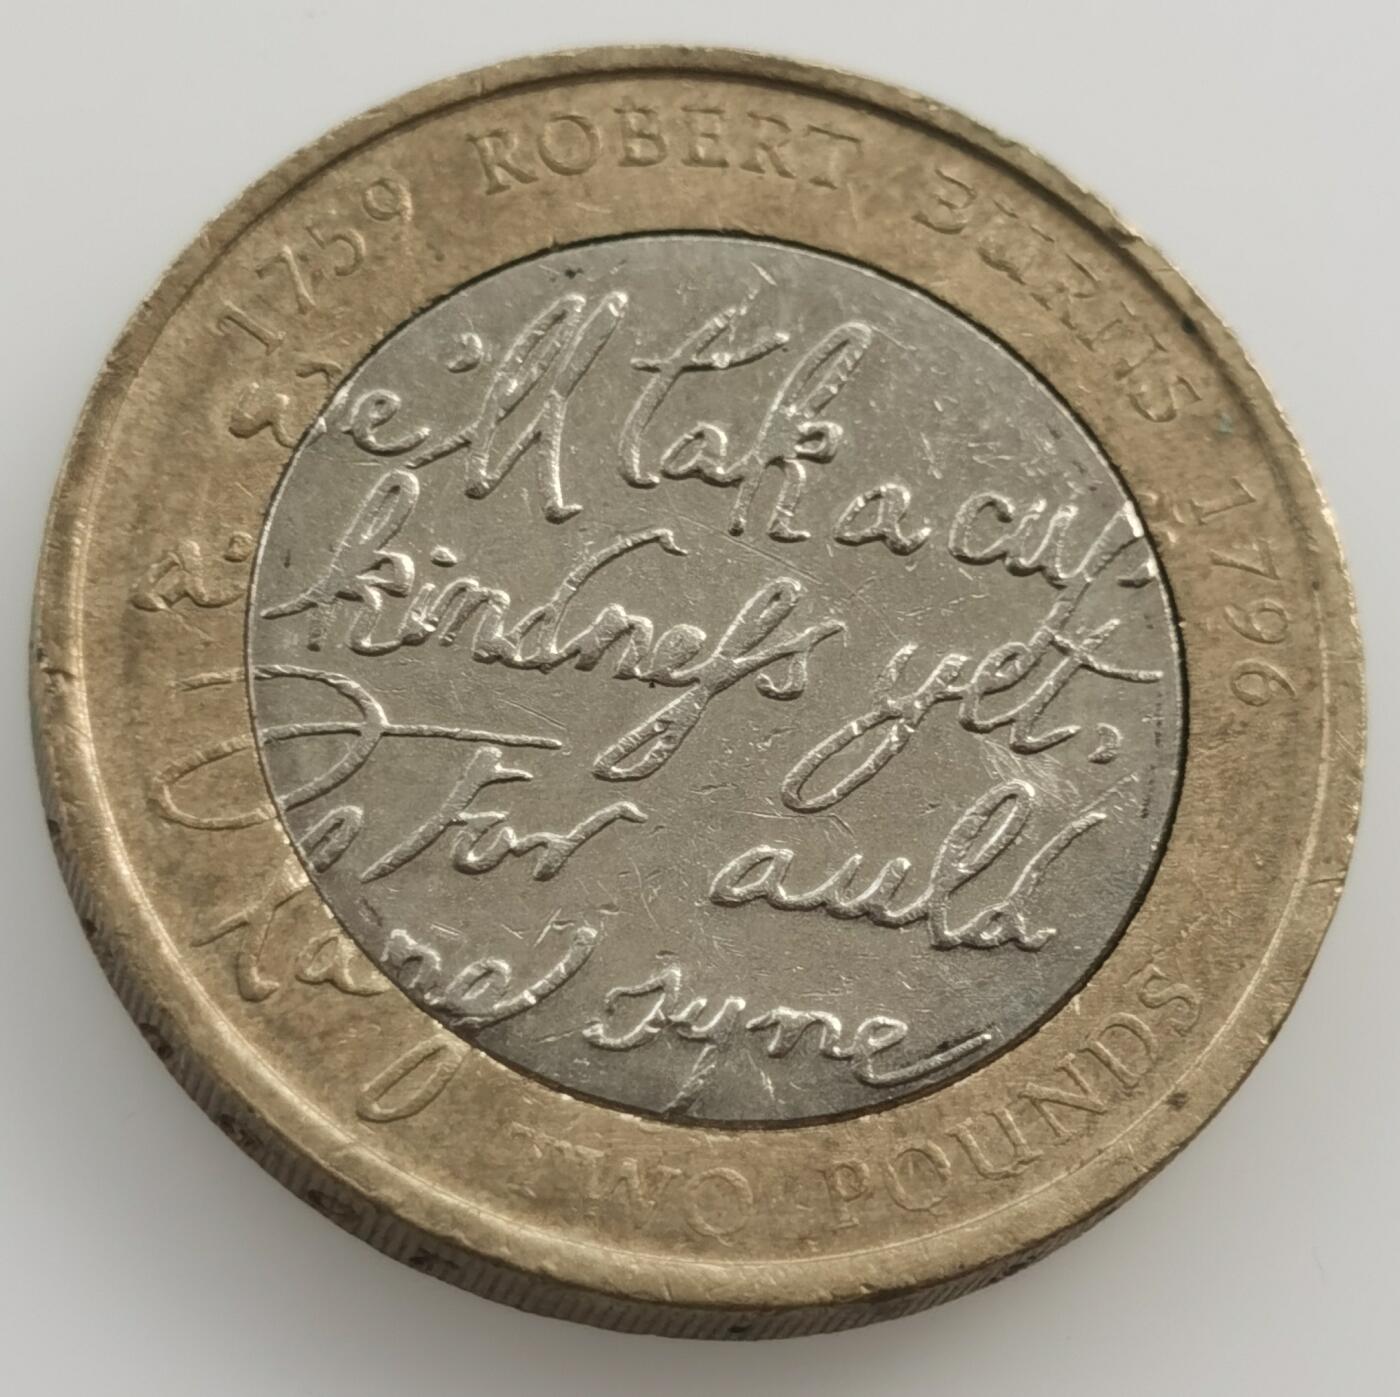 1759 ROBERT BURNS 1796
we'll tak a cup
kindness yet,
For auld
lang syne
TWO POUNDS